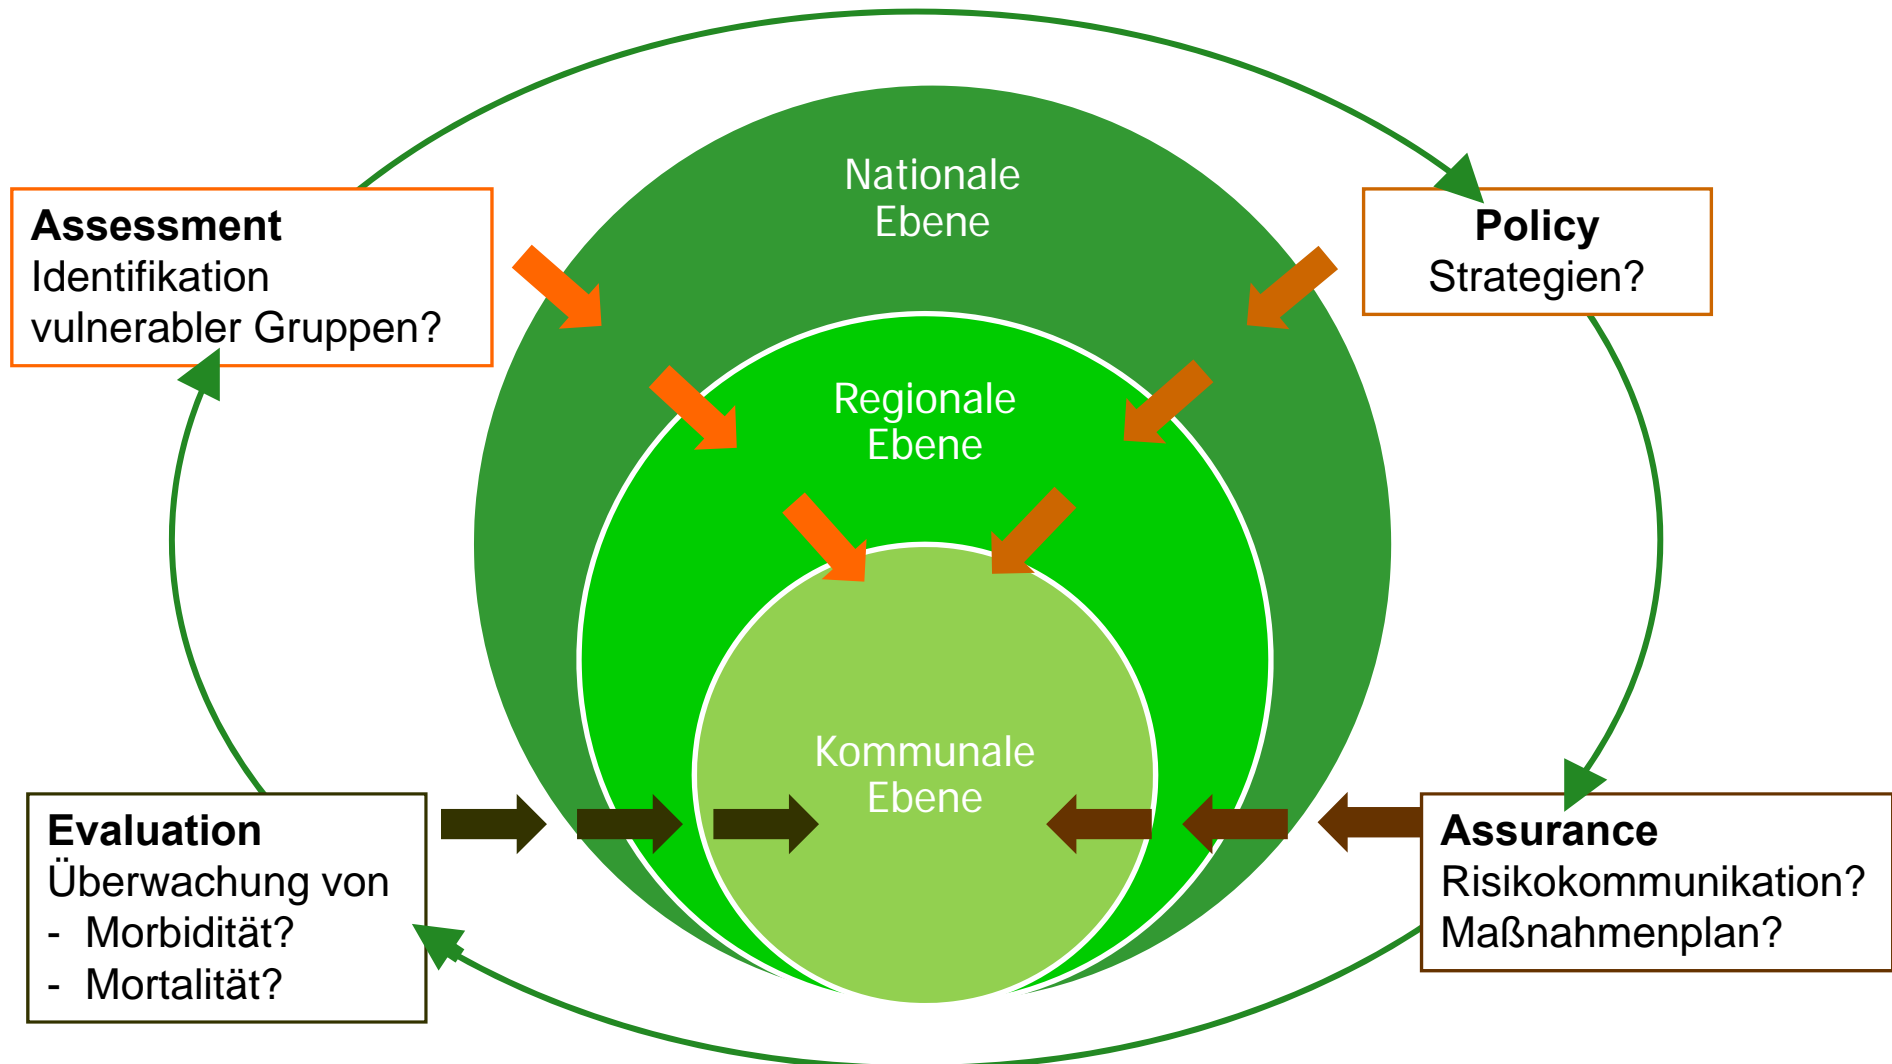 Nationale
Ebene
Assessment
Identifikation
vulnerabler Gruppen?
Policy
Strategien?
Regionale
Ebene
Kommunale
Ebene
Evaluation
Überwachung von
- Morbidität?
- Mortalität?
Assurance
Risikokommunikation?
Maßnahmenplan?